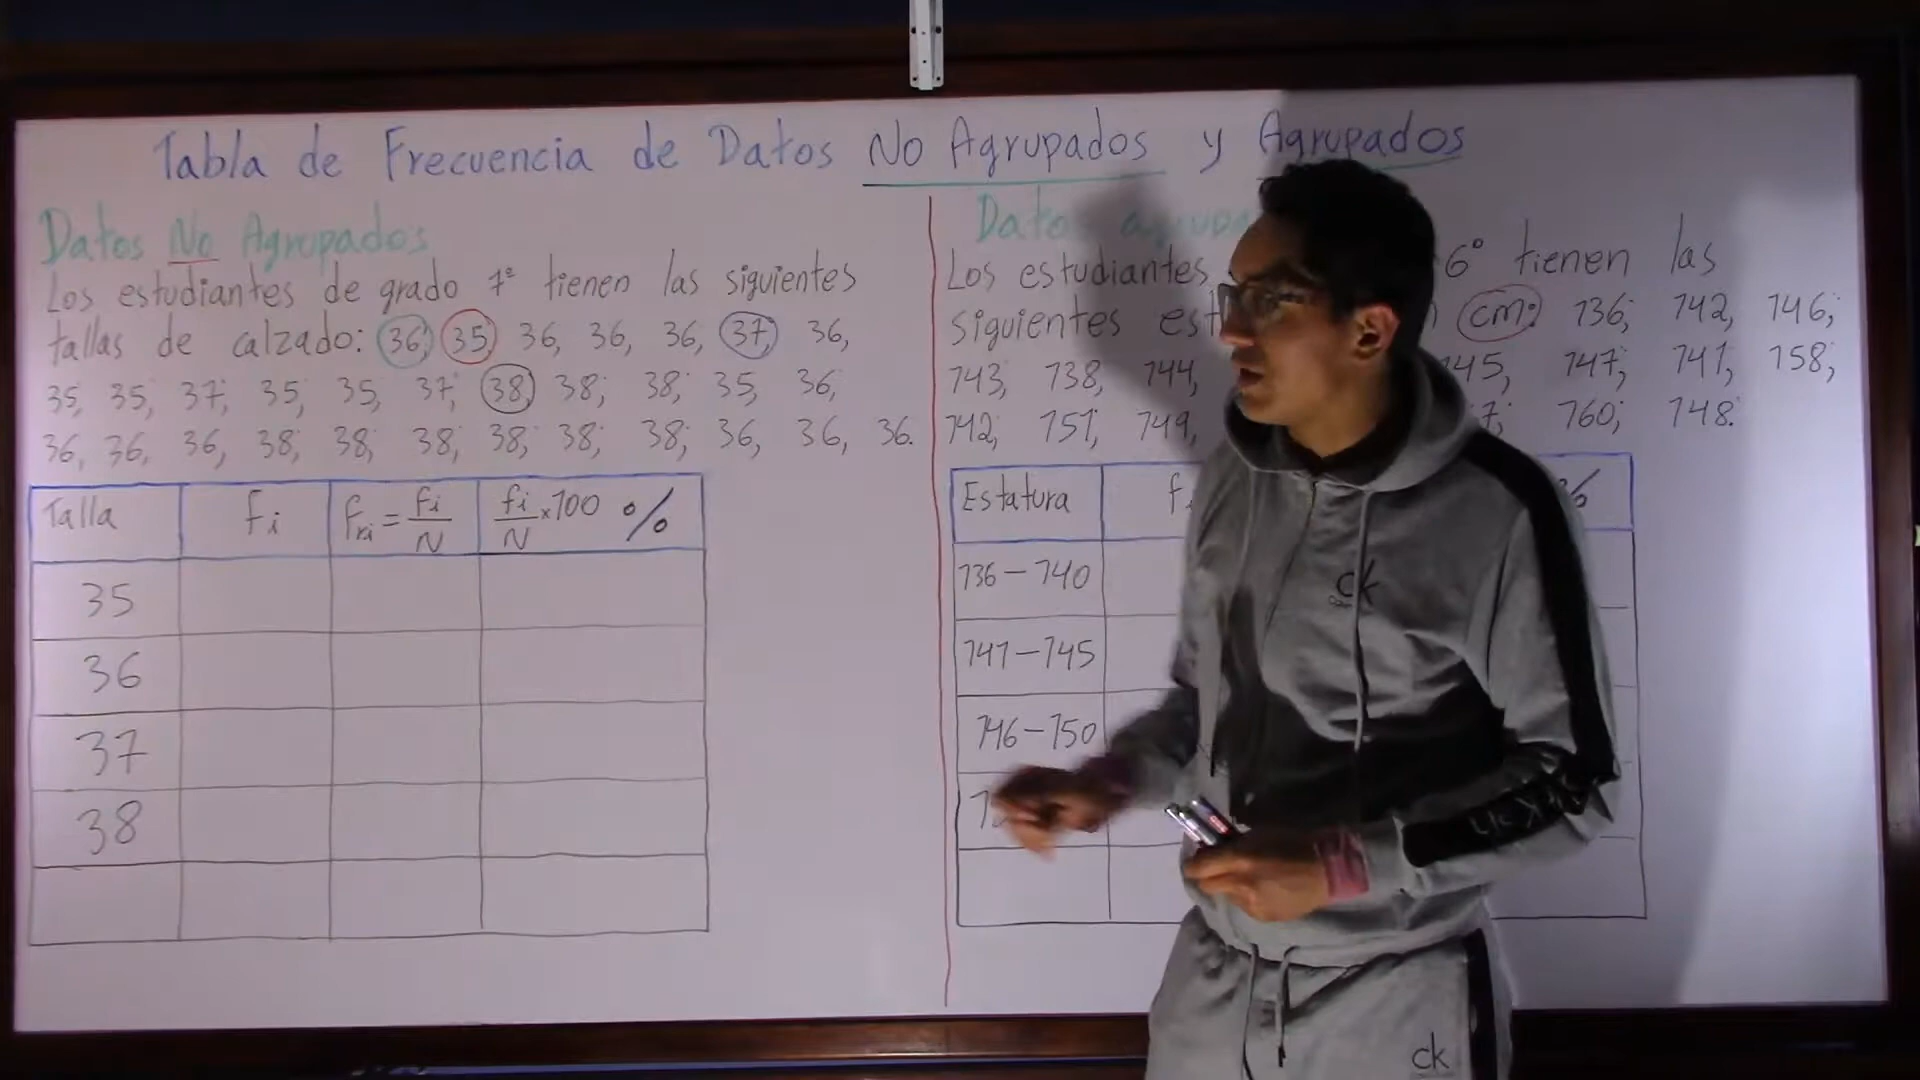 Tabla de Frecuencia de Datos No Agrupados y Agrupados
Datos No Agrupados
Los estudiantes de grado 1° tienen las siguientes
tallas de calzado: 36, 35, 36, 36, 36, 37, 36,
35, 35, 37, 35, 35, 37, 38, 38, 38, 35, 36,
36, 36, 36, 38, 38, 38, 38, 38, 38, 36, 36, 36.
Talla fi fri = fi/N fi/N x100 %
35
36
37
38
Datos
Los estudiantes 6° tienen las
siguientes cm: 136, 142, 146,
143, 138, 144, 145, 147, 141, 158,
142, 151, 149, 160, 148.
Estatura %
136 – 140
141 – 145
146 – 150
ck
ck